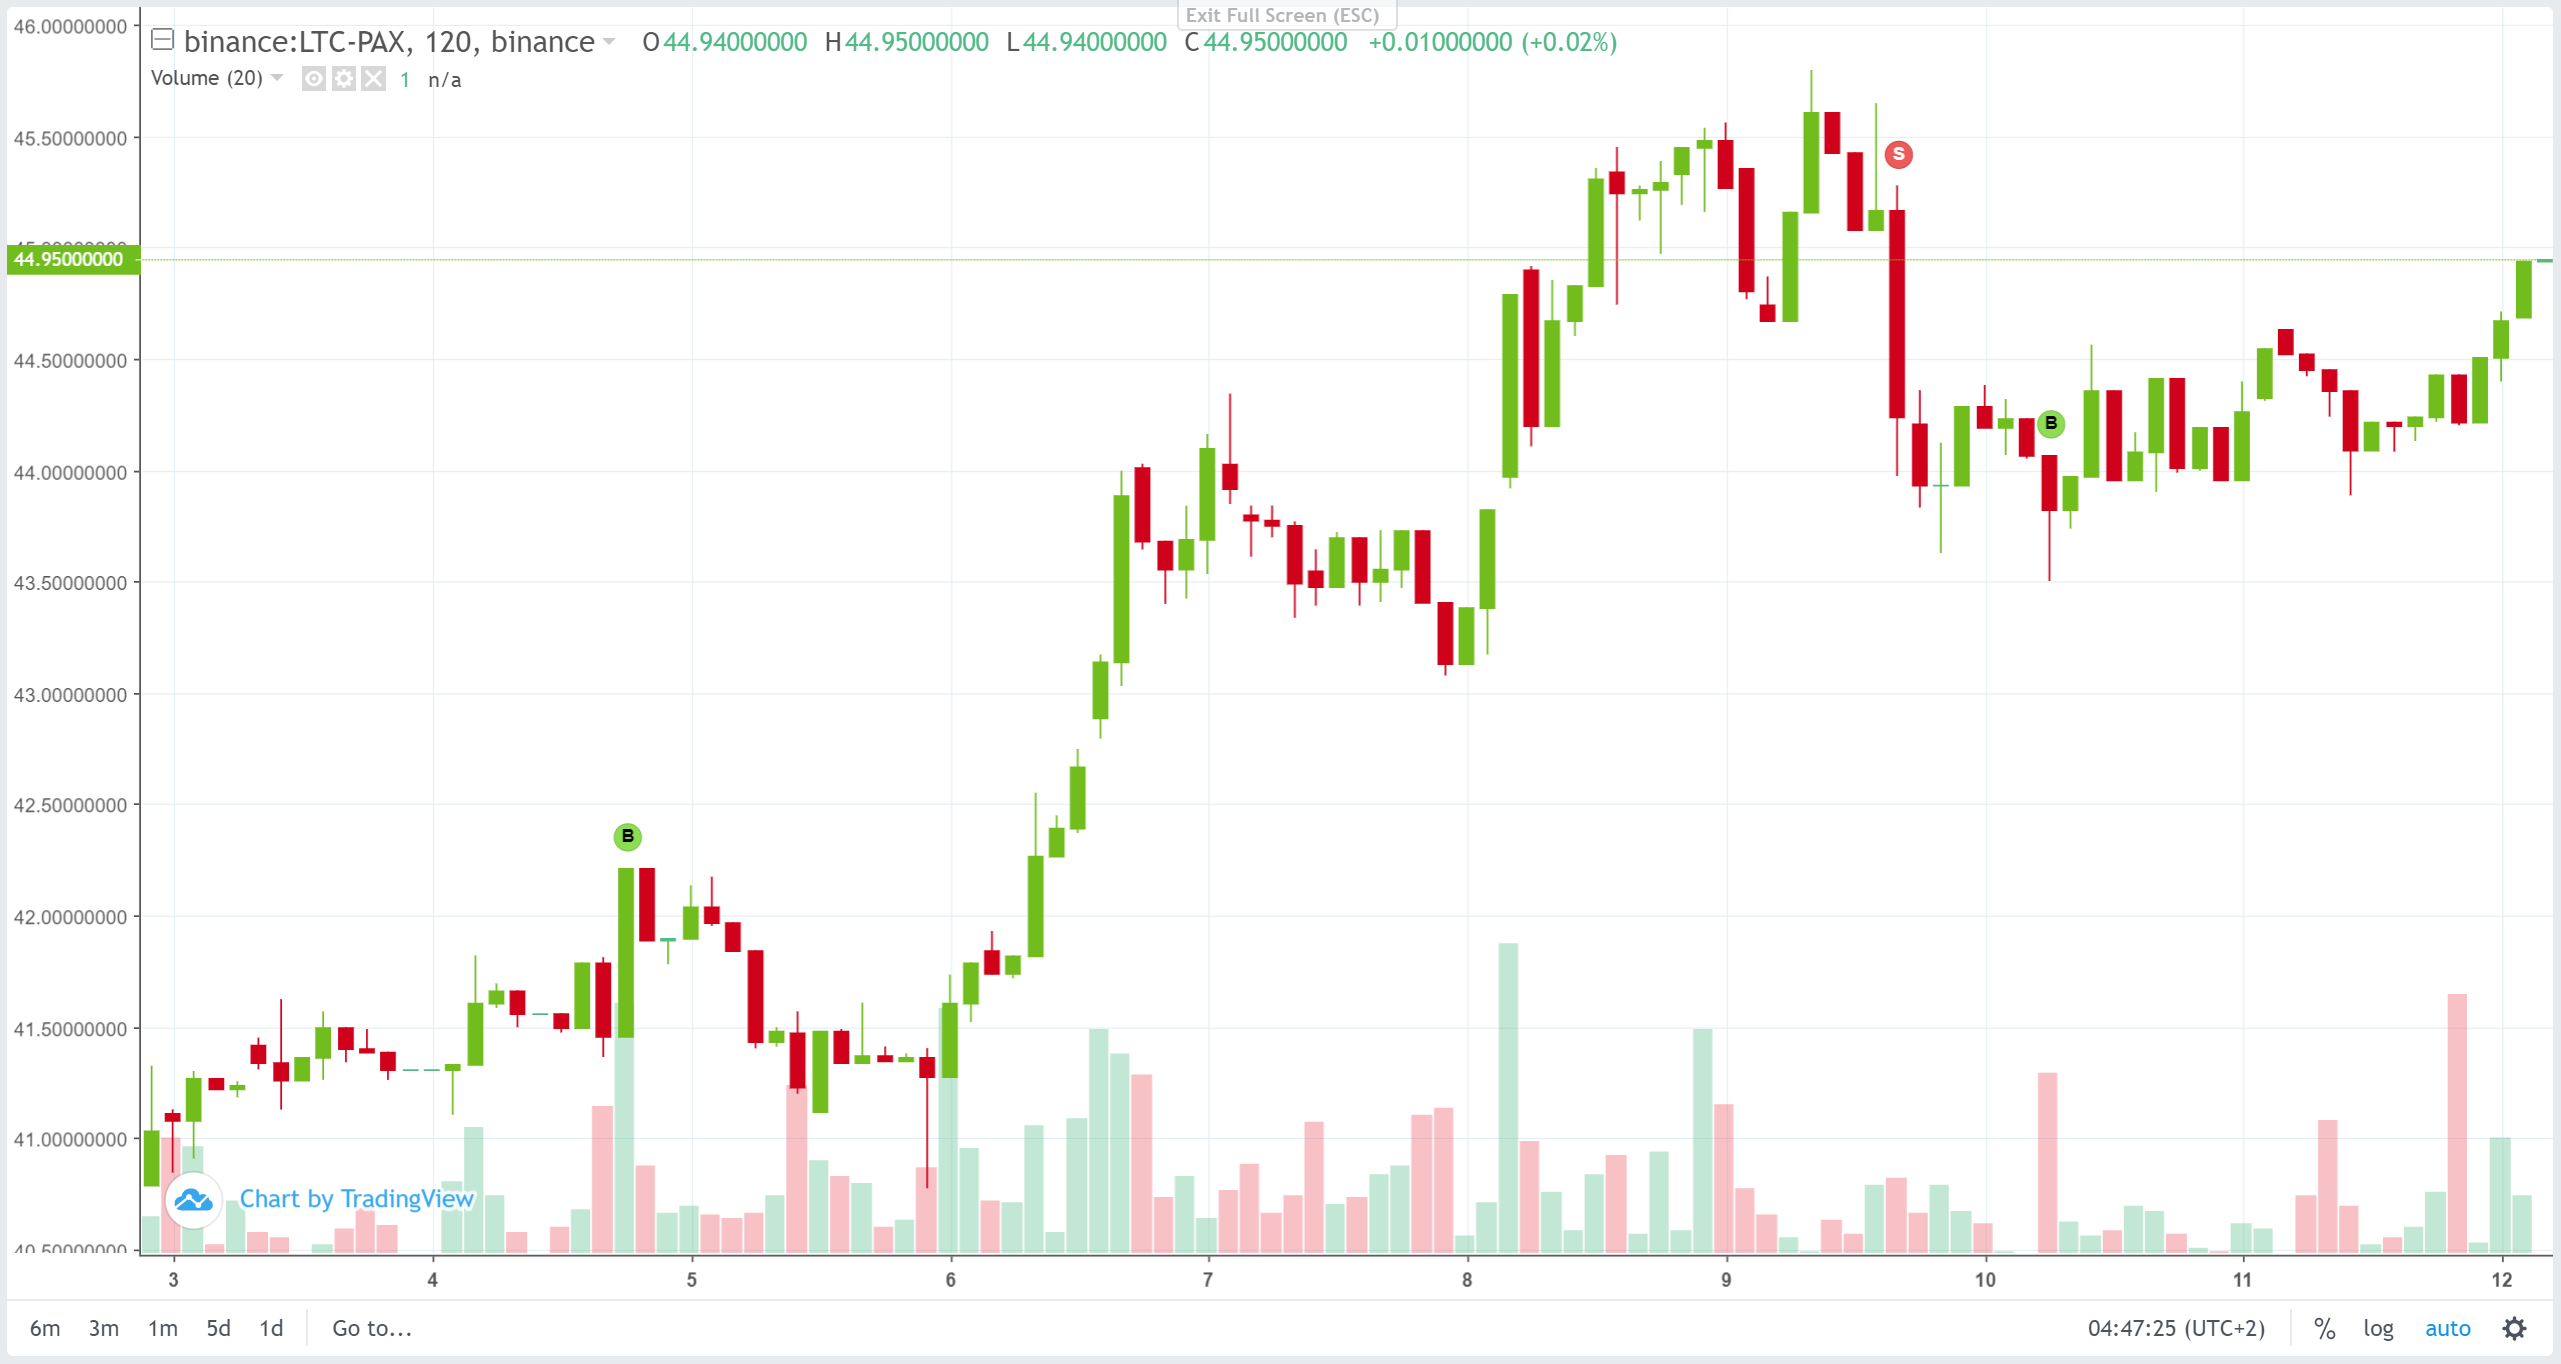 Exit Full Screen (ESC)
binance:LTC-PAX, 120, binance O44.94000000 H44.95000000 L44.94000000 C44.95000000 +0.01000000 (+0.02%)
Volume (20) 1 n/a
46.00000000
45.50000000
44.95000000
44.50000000
44.00000000
43.50000000
43.00000000
42.50000000
42.00000000
41.50000000
41.00000000
40.50000000
S
B
B
Chart by TradingView
3 4 5 6 7 8 9 10 11 12
6m 3m 1m 5d 1d Go to... 04:47:25 (UTC+2) % log auto